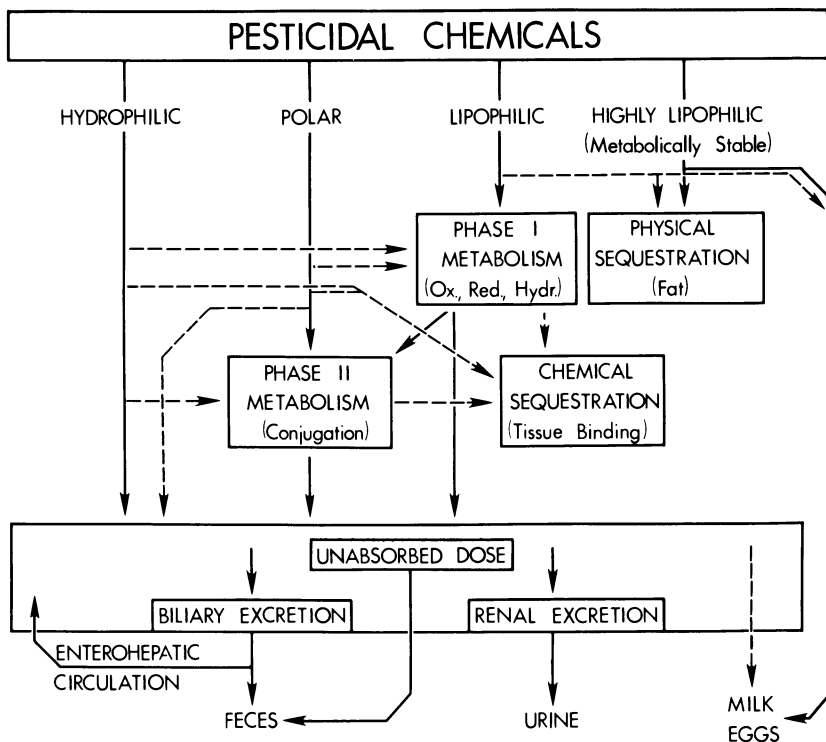 PESTICIDAL CHEMICALS
HYDROPHILIC
POLAR
LIPOPHILIC
HIGHLY LIPOPHILIC
(Metabolically Stable)
PHASE I
METABOLISM
(Ox., Red., Hydr.)
PHYSICAL
SEQUESTRATION
(Fat)
PHASE II
METABOLISM
(Conjugation)
CHEMICAL
SEQUESTRATION
(Tissue Binding)
UNABSORBED DOSE
BILIARY EXCRETION
RENAL EXCRETION
ENTEROHEPATIC
CIRCULATION
FECES
URINE
MILK
EGGS